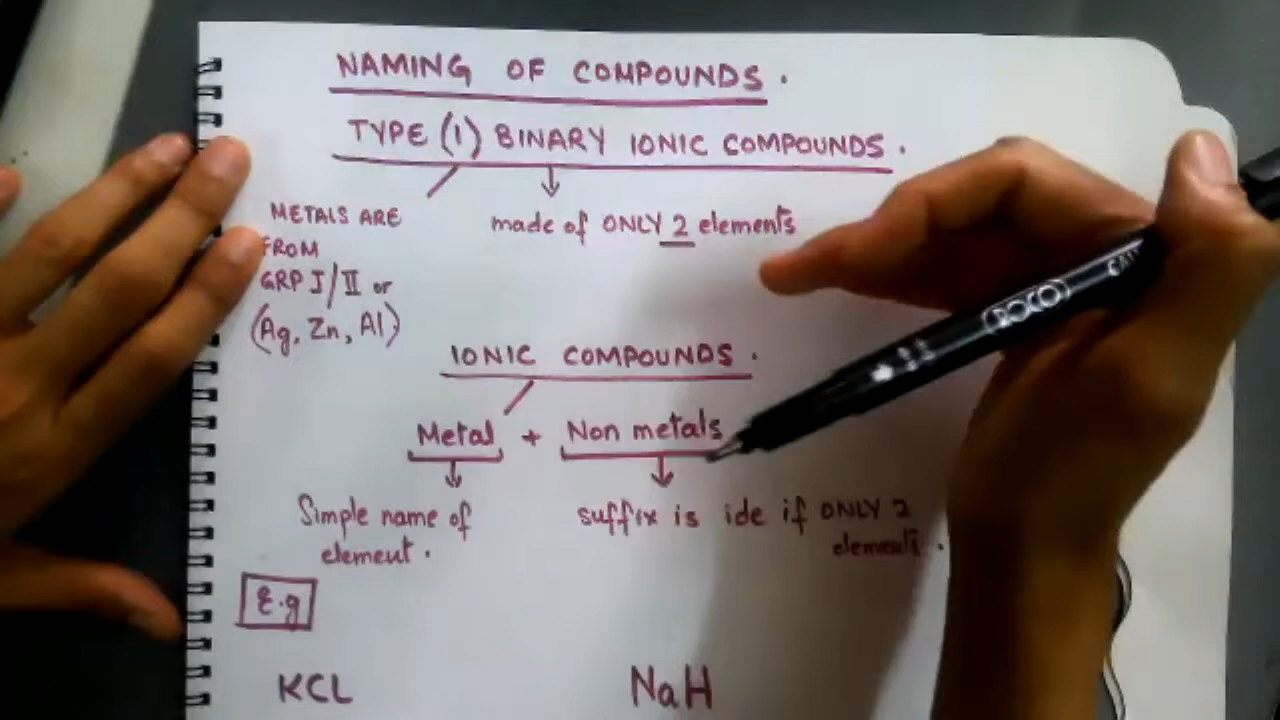 NAMING OF COMPOUNDS.
TYPE (1) BINARY IONIC COMPOUNDS.
METALS ARE
FROM
GRP I/II or
(Ag, Zn, Al)
made of ONLY 2 elements
IONIC COMPOUNDS.
Metal + Non metals
Simple name of
element.
suffix is ide if ONLY 2
elements.
E.g
KCL
NaH